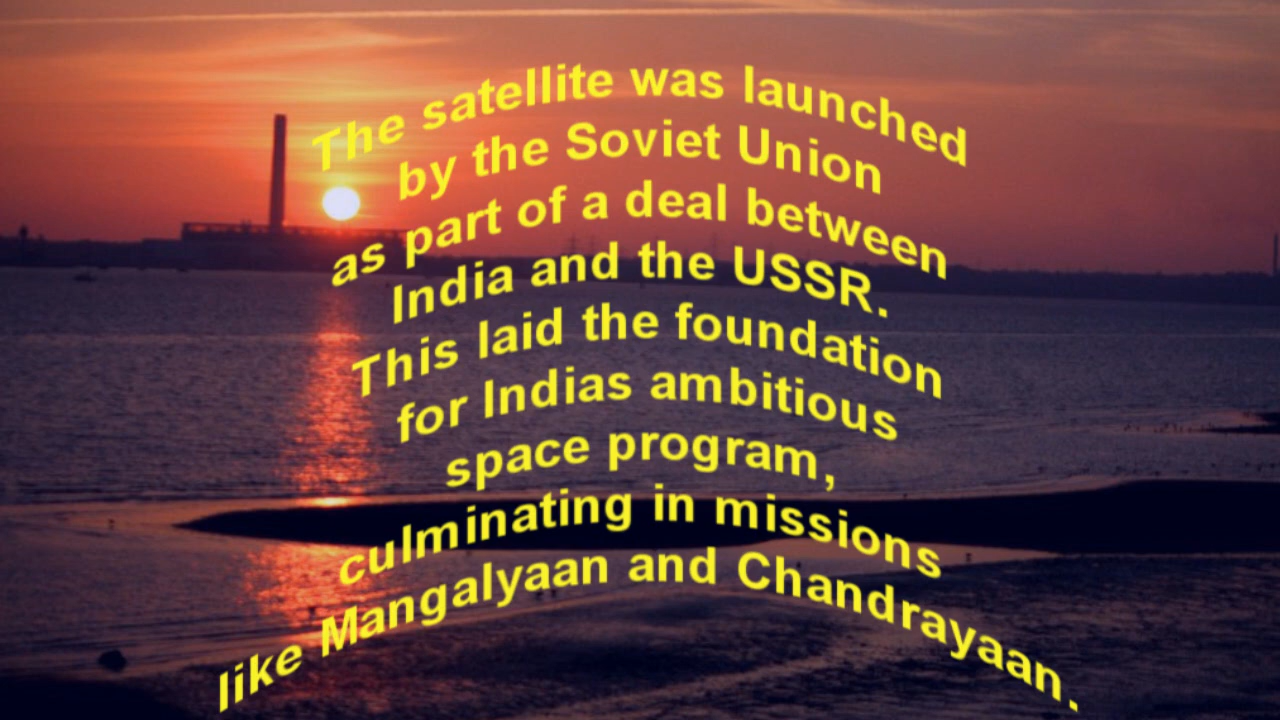 The satellite was launched
by the Soviet Union
as part of a deal between
India and the USSR.
This laid the foundation
for Indias ambitious
space program,
culminating in missions
like Mangalyaan and Chandrayaan.